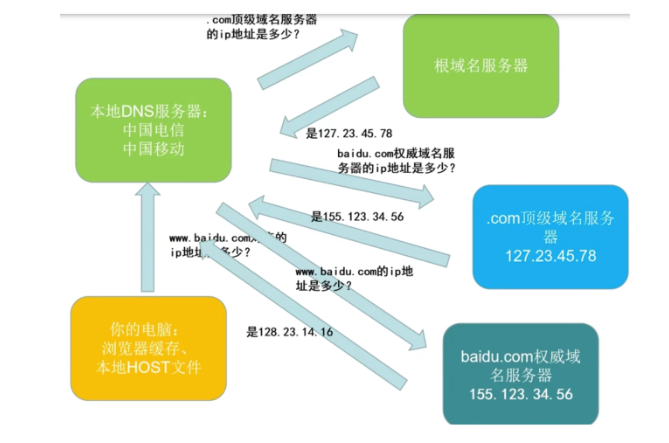 .com顶级域名服务器
的ip地址是多少?
根域名服务器
本地DNS服务器:
中国电信
中国移动
是127.23.45.78
baidu.com权威域名服
务器的ip地址是多少?
.com顶级域名服务
器
127.23.45.78
是155.123.34.56
www.baidu.com的
ip地多少?
www.baidu.com的ip地
址是多少?
你的电脑:
浏览器缓存、
本地HOST文件
是128.23.14.16
baidu.com权威域
名服务器
155.123.34.56